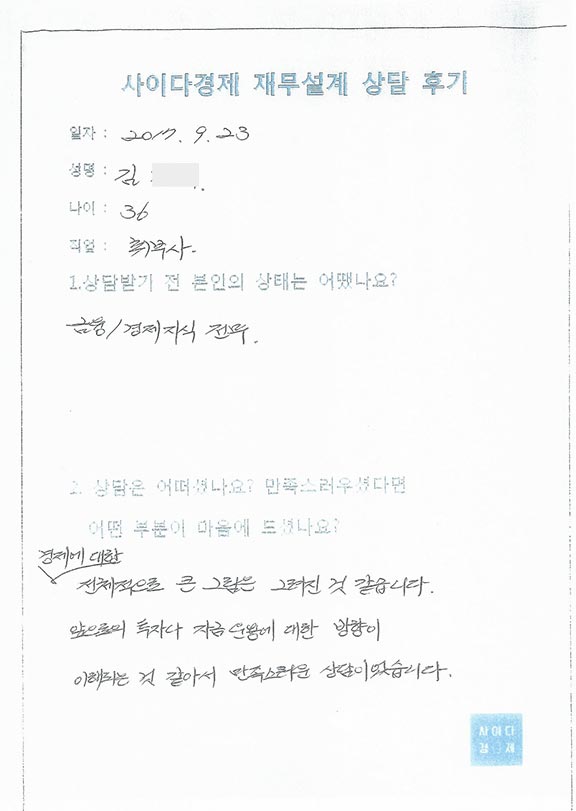 사이다경제 재무설계 상담 후기
일자 : 2017. 9. 23
성명 : 김
나이 : 36
직업 :
1.상담받기 전 본인의 상태는 어땠나요?
금융/경제지식 전무.
2. 상담은 어떠셨나요? 만족스러우셨다면
어떤 부분이 마음에 드셨나요?
경제에 대한
전체적으로 큰 그림은 그려진 것 같습니다.
앞으로의 투자나 자금운용에 대한 방향이
이해되는 것 같아서 만족스러운 상담이었습니다.
사이다
경제